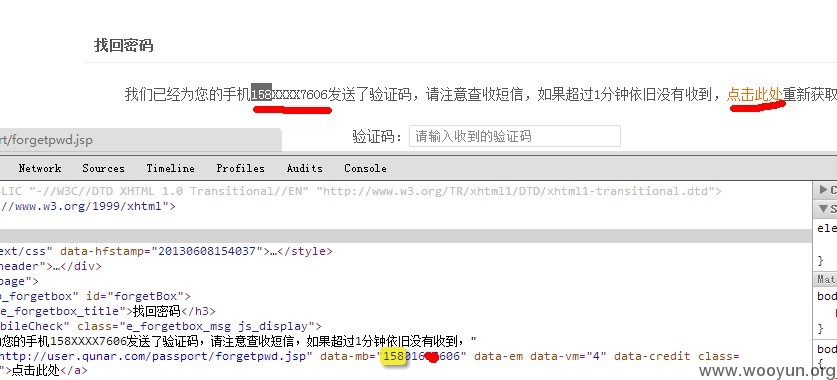 找回密码
我们已经为您的手机158XXXX7606发送了验证码，请注意查收短信，如果超过1分钟依旧没有收到，点击此处重新获取
验证码：
请输入收到的验证码
rt/forgetpwd.jsp
Network Sources Timeline Profiles Audits Console
BLIC "-//W3C//DTD XHTML 1.0 Transitional//EN" "http://www.w3.org/TR/xhtml1/DTD/xhtml1-transitional.dtd">
//www.w3.org/1999/xhtml">
ext/css" data-hfstamp="20130608154037">…</style>
header">…</div>
page">
p_forgetbox" id="forgetBox">
e_forgetbox_title">找回密码</h3>
obileCheck" class="e_forgetbox_msg js_display">
为您的手机158XXXX7606发送了验证码，请注意查收短信，如果超过1分钟依旧没有收到，"
http://user.qunar.com/passport/forgetpwd.jsp" data-mb="15801 606" data-em data-vm="4" data-credit class=
">点击此处</a>
ele
}
Mat
bod
}
bod
www.wooyun.org